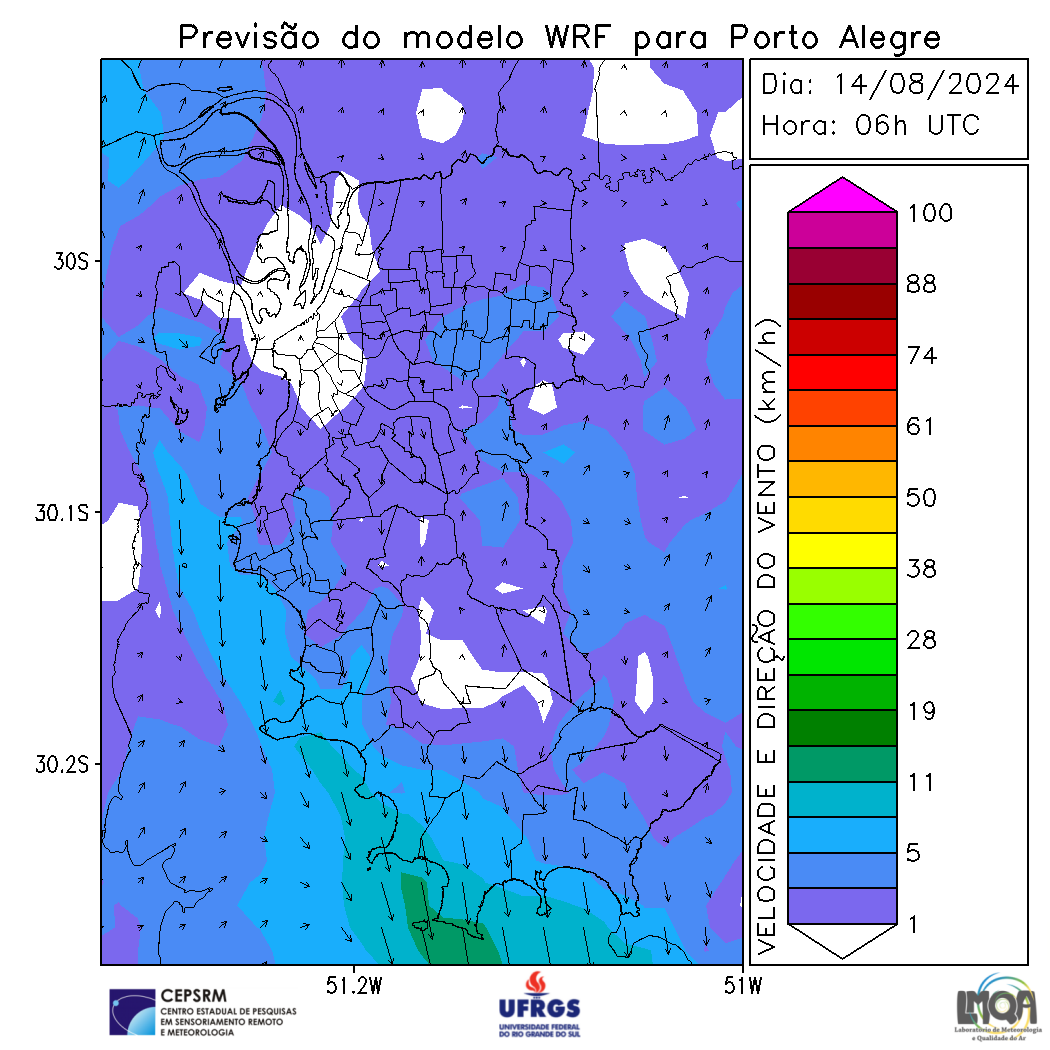 Previsão do modelo WRF para Porto Alegre
Dia: 14/08/2024
Hora: 06h UTC
30S
30.1S
30.2S
51.2W
51W
VELOCIDADE E DIREÇÃO DO VENTO (km/h)
100
88
74
61
50
38
28
19
11
5
1
CEPSRM
CENTRO ESTADUAL DE PESQUISAS
EM SENSORIAMENTO REMOTO
E METEOROLOGIA
UFRGS
UNIVERSIDADE FEDERAL
DO RIO GRANDE DO SUL
LMQA
Laboratório de Meteorologia
e Qualidade do Ar